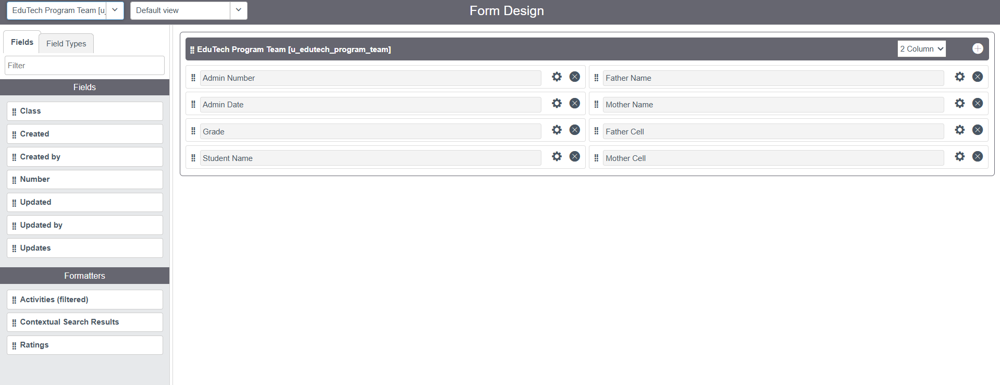 EduTech Program Team [u_
Default view
Form Design
Fields
Field Types
Filter
Fields
Class
Created
Created by
Number
Updated
Updated by
Updates
Formatters
Activities (filtered)
Contextual Search Results
Ratings
EduTech Program Team [u_edutech_program_team]
2 Column
Admin Number
Father Name
Admin Date
Mother Name
Grade
Father Cell
Student Name
Mother Cell